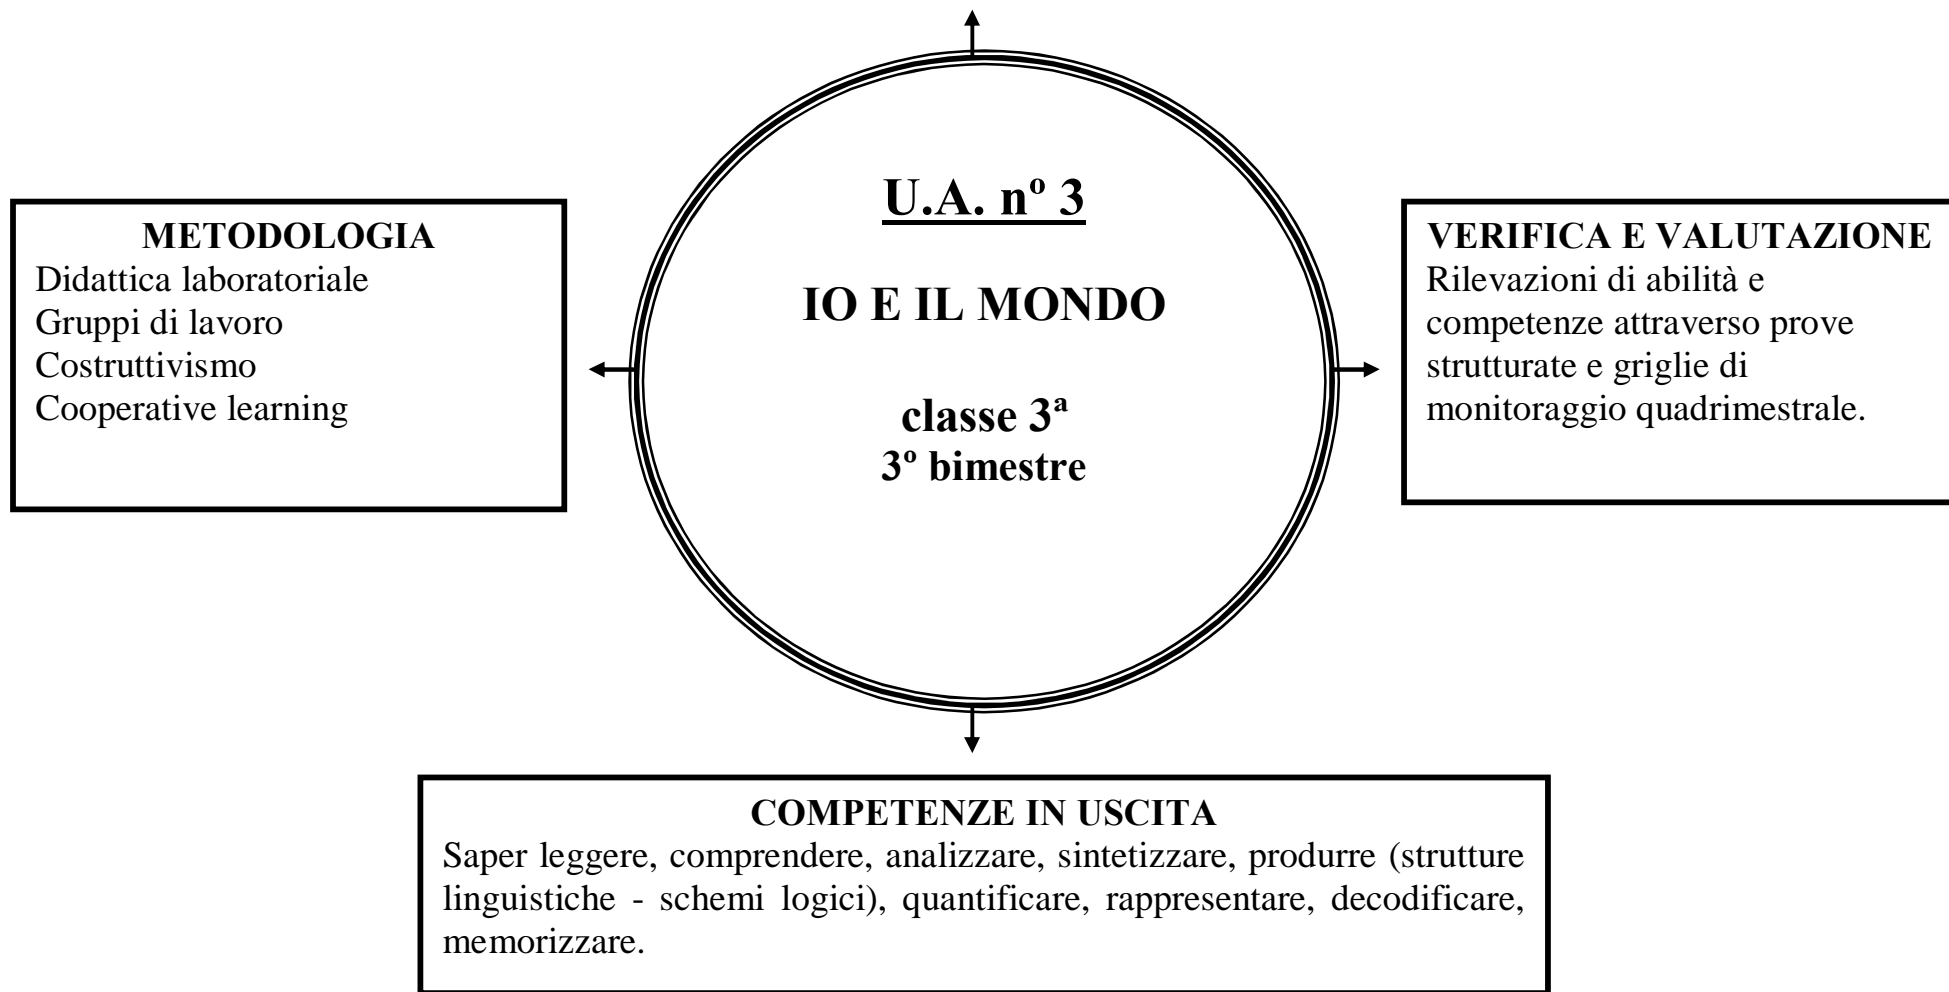 U.A. nº 3
IO E IL MONDO
classe 3ª
3º bimestre
METODOLOGIA
Didattica laboratoriale
Gruppi di lavoro
Costruttivismo
Cooperative learning
VERIFICA E VALUTAZIONE
Rilevazioni di abilità e
competenze attraverso prove
strutturate e griglie di
monitoraggio quadrimestrale.
COMPETENZE IN USCITA
Saper leggere, comprendere, analizzare, sintetizzare, produrre (strutture
linguistiche - schemi logici), quantificare, rappresentare, decodificare,
memorizzare.